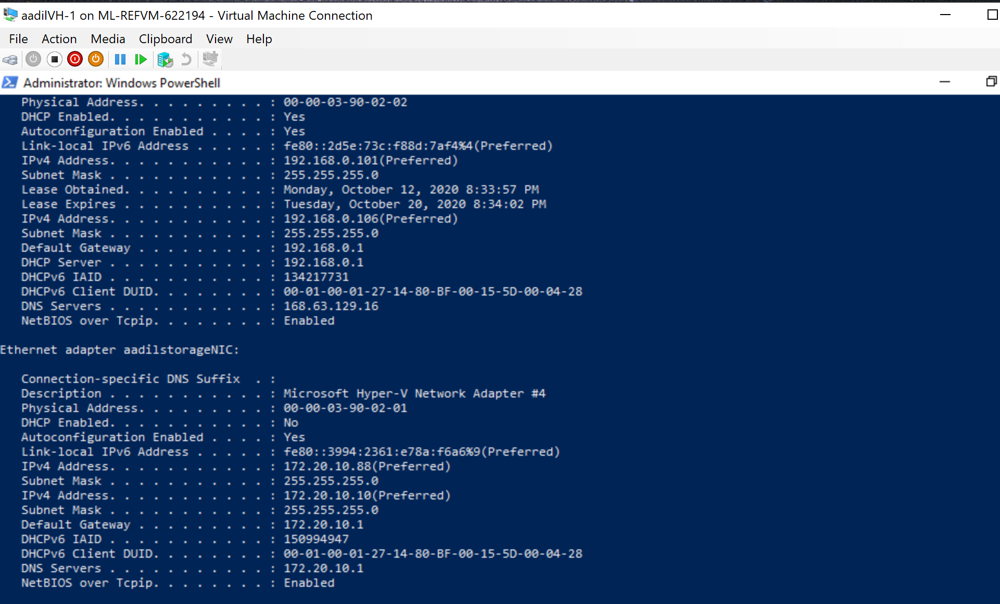 aadilVH-1 on ML-REFVM-622194 - Virtual Machine Connection
File Action Media Clipboard View Help
Administrator: Windows PowerShell
Physical Address. . . . . . . . . : 00-00-03-90-02-02
DHCP Enabled. . . . . . . . . . . : Yes
Autoconfiguration Enabled . . . . : Yes
Link-local IPv6 Address . . . . . : fe80::2d5e:73c:f88d:7af4%4(Preferred)
IPv4 Address. . . . . . . . . . . : 192.168.0.101(Preferred)
Subnet Mask . . . . . . . . . . . : 255.255.255.0
Lease Obtained. . . . . . . . . . : Monday, October 12, 2020 8:33:57 PM
Lease Expires . . . . . . . . . . : Tuesday, October 20, 2020 8:34:02 PM
IPv4 Address. . . . . . . . . . . : 192.168.0.106(Preferred)
Subnet Mask . . . . . . . . . . . : 255.255.255.0
Default Gateway . . . . . . . . . : 192.168.0.1
DHCP Server . . . . . . . . . . . : 192.168.0.1
DHCPv6 IAID . . . . . . . . . . . : 134217731
DHCPv6 Client DUID. . . . . . . . : 00-01-00-01-27-14-80-BF-00-15-5D-00-04-28
DNS Servers . . . . . . . . . . . : 168.63.129.16
NetBIOS over Tcpip. . . . . . . . : Enabled
Ethernet adapter aadilstorageNIC:
Connection-specific DNS Suffix  . :
Description . . . . . . . . . . . : Microsoft Hyper-V Network Adapter #4
Physical Address. . . . . . . . . : 00-00-03-90-02-01
DHCP Enabled. . . . . . . . . . . : No
Autoconfiguration Enabled . . . . : Yes
Link-local IPv6 Address . . . . . : fe80::3994:2361:e78a:f6a6%9(Preferred)
IPv4 Address. . . . . . . . . . . : 172.20.10.88(Preferred)
Subnet Mask . . . . . . . . . . . : 255.255.255.0
IPv4 Address. . . . . . . . . . . : 172.20.10.10(Preferred)
Subnet Mask . . . . . . . . . . . : 255.255.255.0
Default Gateway . . . . . . . . . : 172.20.10.1
DHCPv6 IAID . . . . . . . . . . . : 150994947
DHCPv6 Client DUID. . . . . . . . : 00-01-00-01-27-14-80-BF-00-15-5D-00-04-28
DNS Servers . . . . . . . . . . . : 172.20.10.1
NetBIOS over Tcpip. . . . . . . . : Enabled